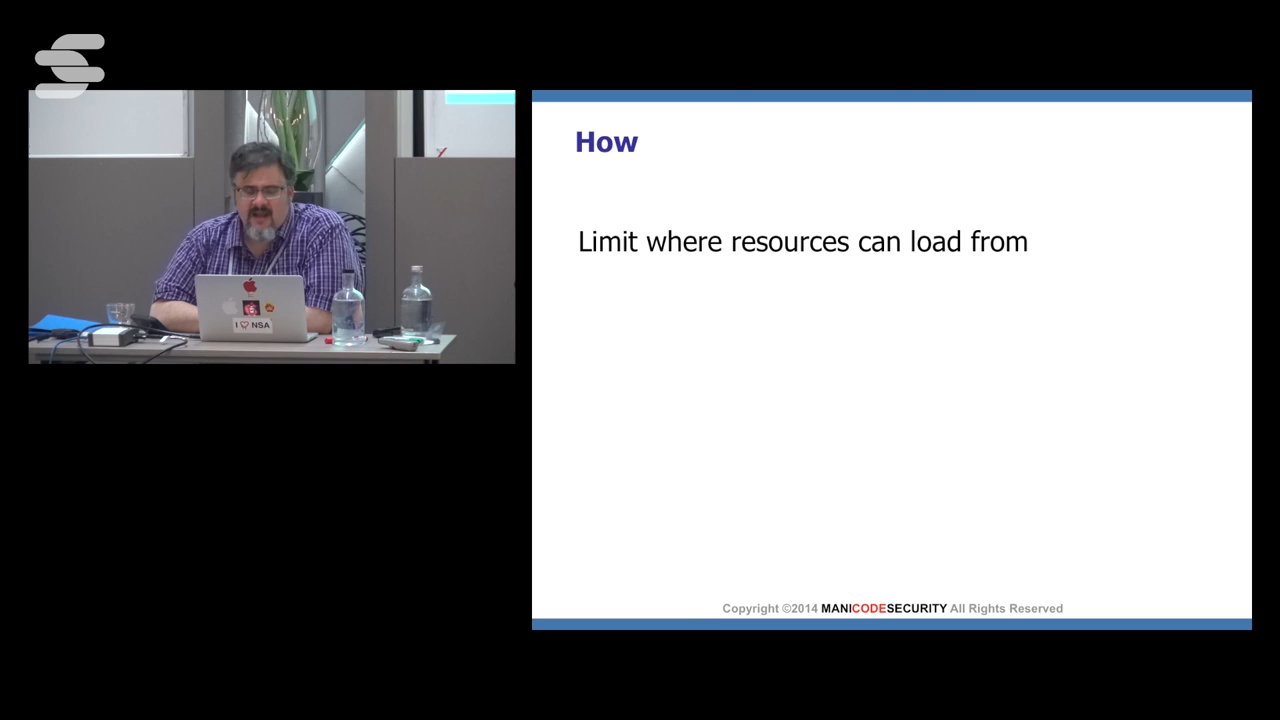 How
Limit where resources can load from
I NSA
Copyright ©2014 MANICODESECURITY All Rights Reserved